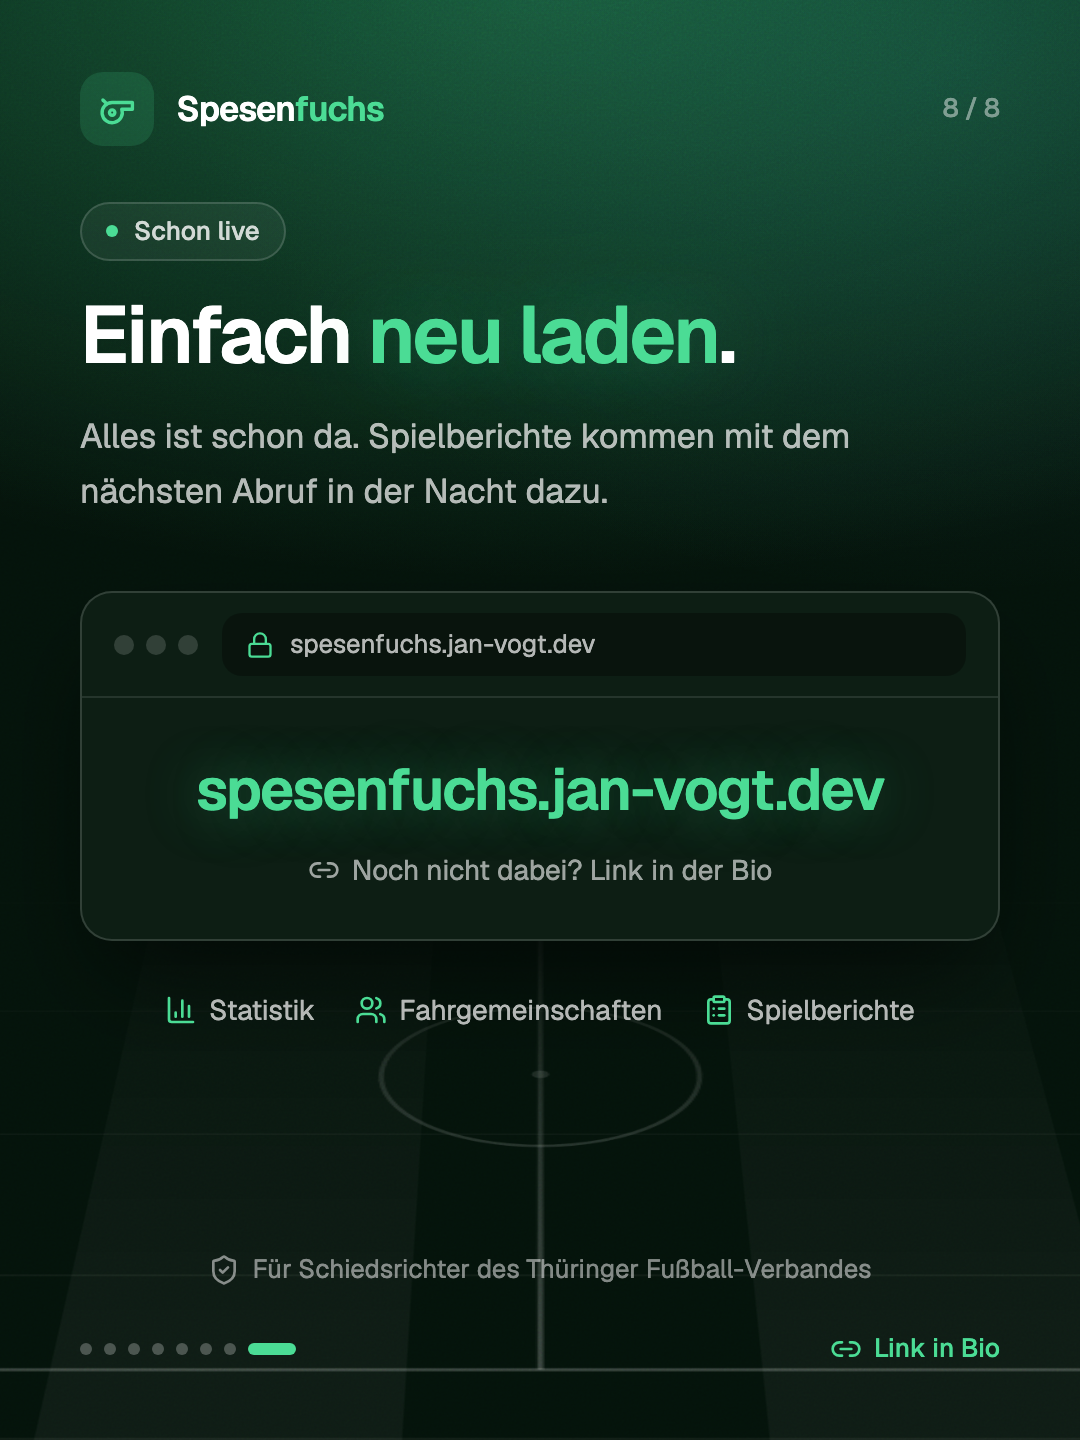 Spesenfuchs
8 / 8
Schon live
Einfach neu laden.
Alles ist schon da. Spielberichte kommen mit dem
nächsten Abruf in der Nacht dazu.
spesenfuchs.jan-vogt.dev
spesenfuchs.jan-vogt.dev
Noch nicht dabei? Link in der Bio
Statistik Fahrgemeinschaften Spielberichte
Für Schiedsrichter des Thüringer Fußball-Verbandes
Link in Bio